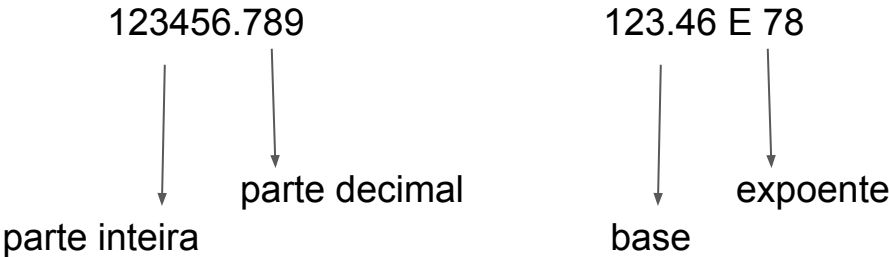 123456.789
123.46 E 78
parte decimal
expoente
parte inteira
base